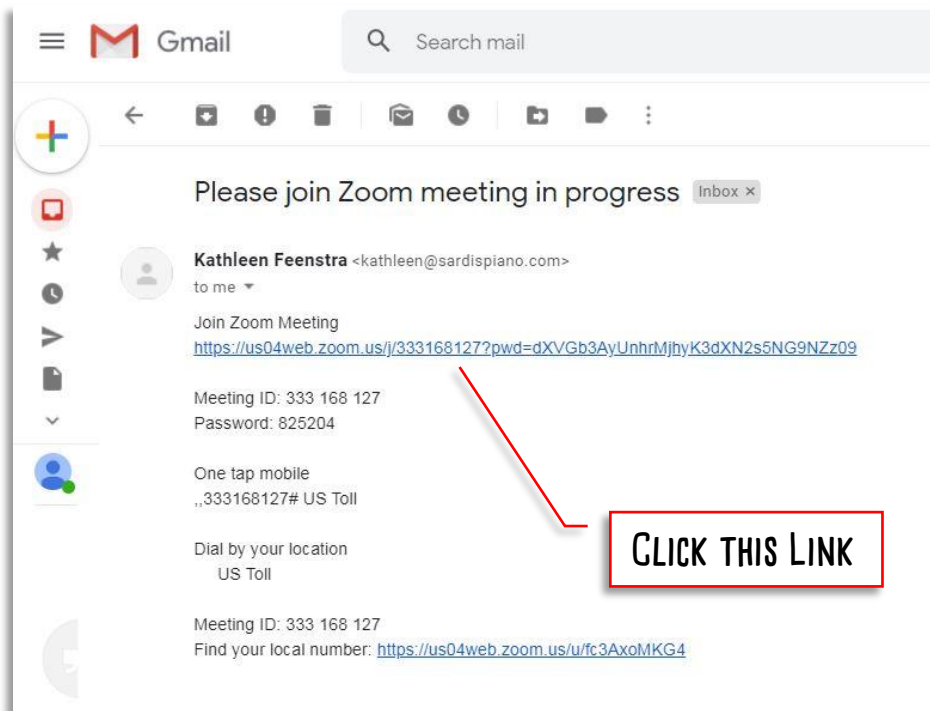 Gmail
Search mail
Please join Zoom meeting in progress Inbox ×
Kathleen Feenstra <kathleen@sardispiano.com>
to me
Join Zoom Meeting
https://us04web.zoom.us/j/333168127?pwd=dXVGb3AyUnhrMjhyK3dXN2s5NG9NZz09
Meeting ID: 333 168 127
Password: 825204
One tap mobile
,,333168127# US Toll
Dial by your location
US Toll
CLICK THIS LINK
Meeting ID: 333 168 127
Find your local number: https://us04web.zoom.us/u/fc3AxoMKG4